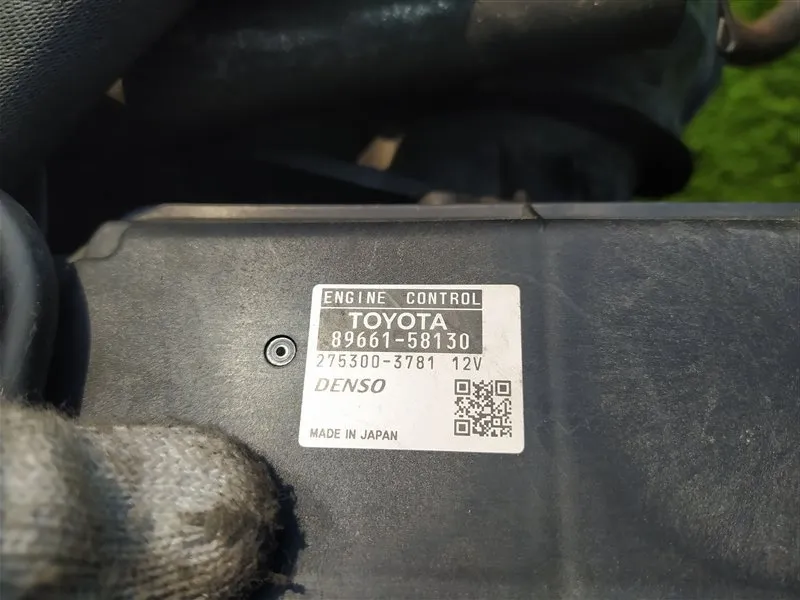 ENGINE CONTROL
TOYOTA
89661-58130
275300-3781 12V
DENSO
MADE IN JAPAN